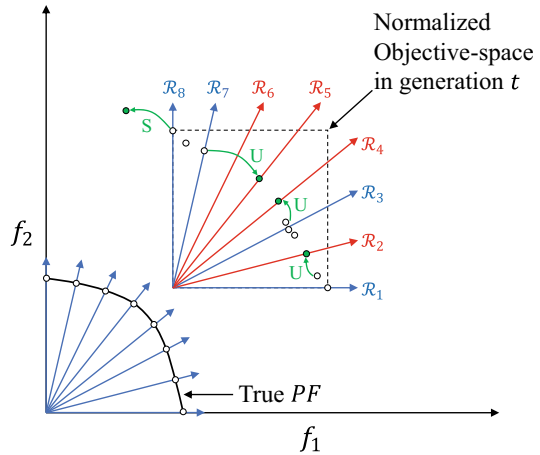 Normalized
Objective-space
in generation t
R₈
R₇
R₆
R₅
S
U
R₄
U
R₃
f₂
R₂
U
R₁
True PF
f₁